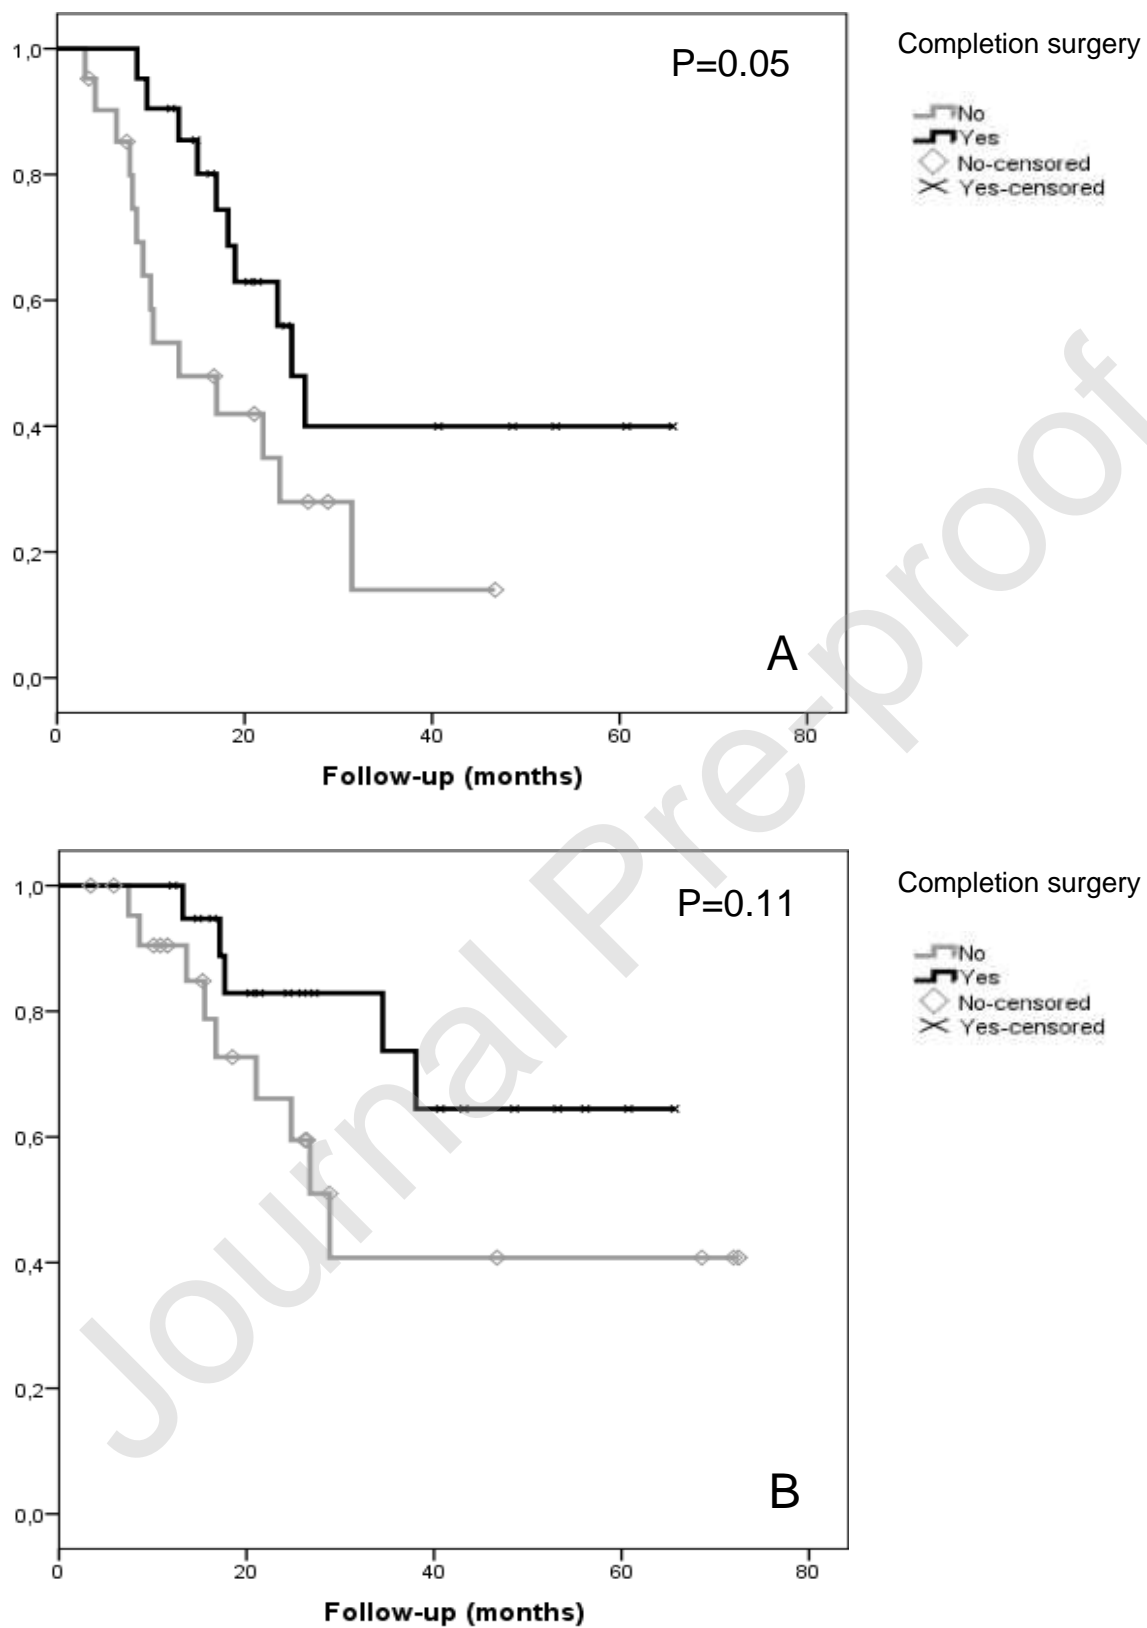 P=0.05
Completion surgery
No
Yes
No-censored
Yes-censored
1,0
0,8
0,6
0,4
0,2
0,0
A
0 20 40 60 80
Follow-up (months)
P=0.11
Completion surgery
No
Yes
No-censored
Yes-censored
1,0
0,8
0,6
0,4
0,2
0,0
B
0 20 40 60 80
Follow-up (months)
Journal Pre-proof